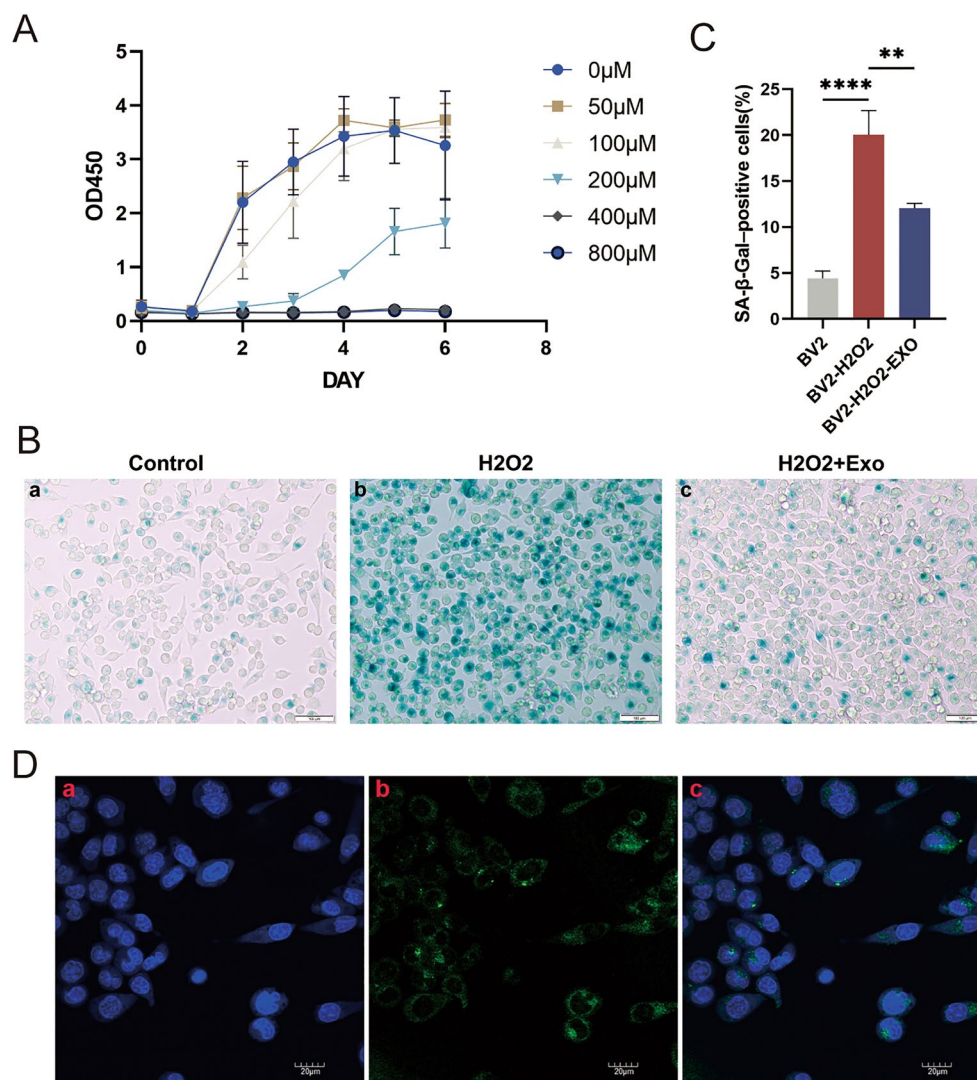 A
5
4
3
2
1
0
OD450
0
2
4
6
8
DAY
0μM
50μM
100μM
200μM
400μM
800μM
C
SA-β-Gal–positive cells(%)
25
20
15
10
5
0
****
**
BV2
BV2-H2O2
BV2-H2O2-EXO
B
Control
H2O2
H2O2+Exo
a
b
c
D
a
b
c
20μm
20μm
20μm